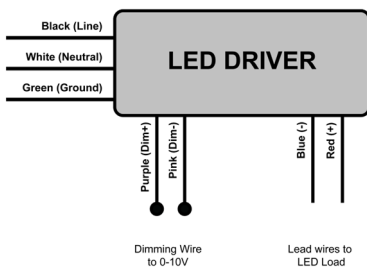 Black (Line)
White (Neutral)
Green (Ground)
LED DRIVER
Purple (Dim+)
Pink (Dim-)
Blue (-)
Red (+)
Dimming Wire
to 0-10V
Lead wires to
LED Load